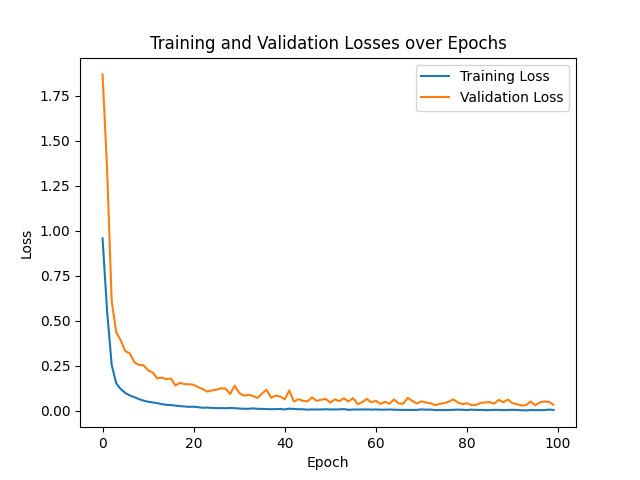 Training and Validation Losses over Epochs
Training Loss
Validation Loss
Loss
1.75
1.50
1.25
1.00
0.75
0.50
0.25
0.00
0 20 40 60 80 100
Epoch